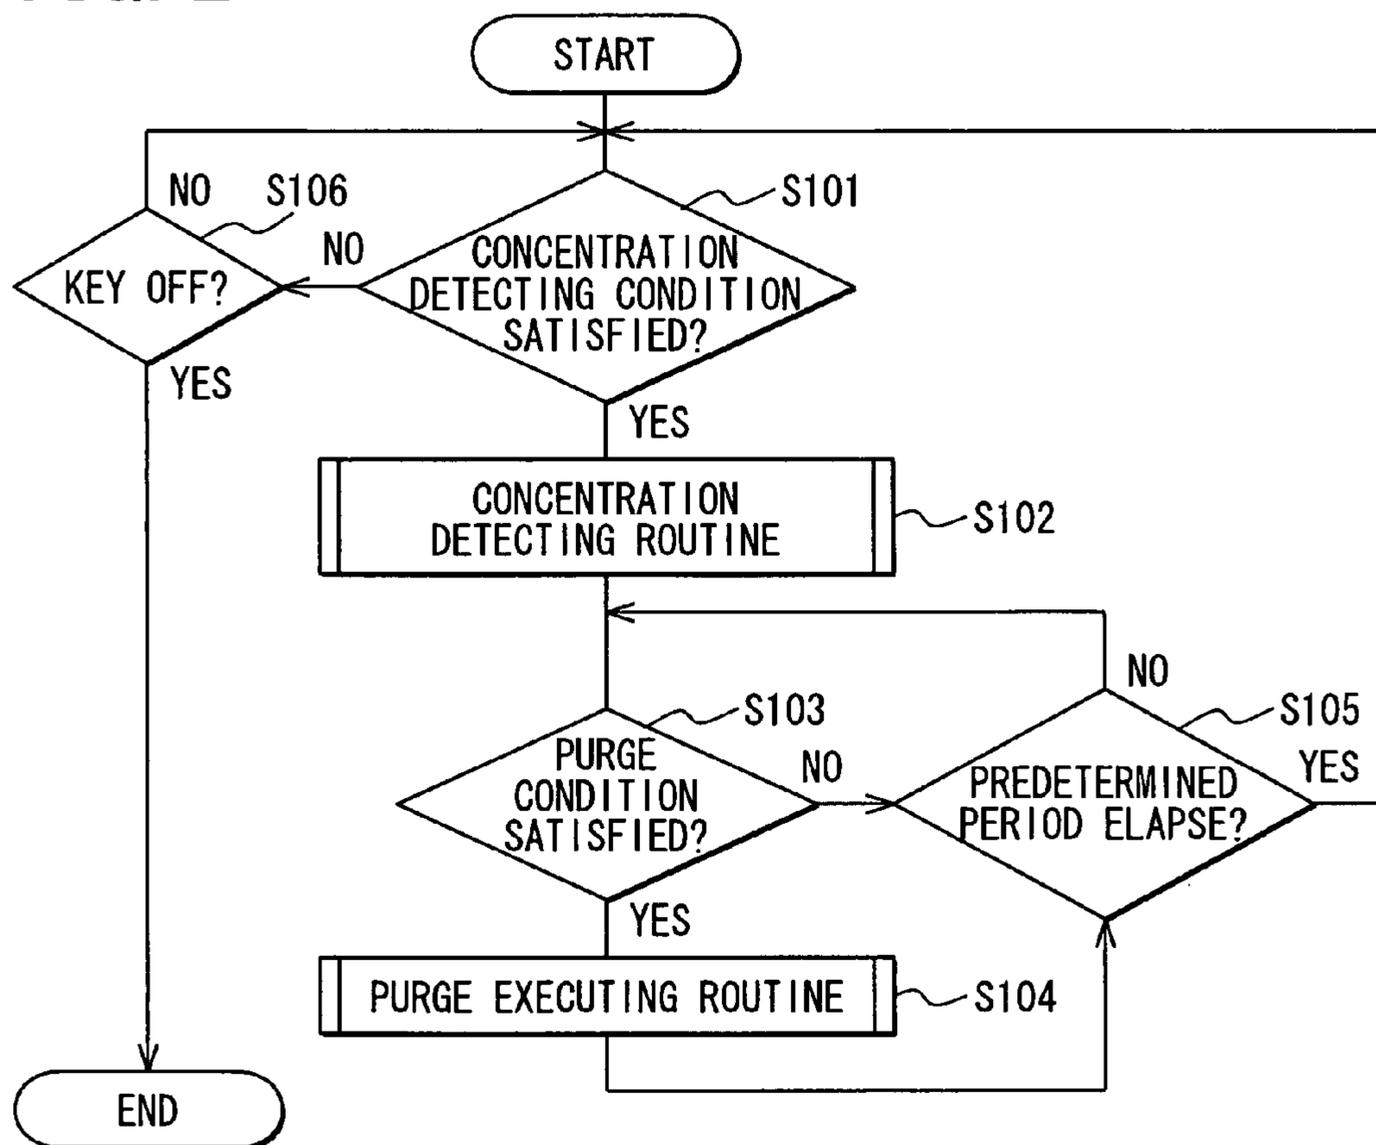 START
NO
S106
S101
NO
KEY OFF?
CONCENTRATION
DETECTING CONDITION
SATISFIED?
YES
YES
CONCENTRATION
DETECTING ROUTINE
S102
NO
S103
S105
PURGE
CONDITION
SATISFIED?
NO
PREDETERMINED
PERIOD ELAPSE?
YES
YES
PURGE EXECUTING ROUTINE
S104
END